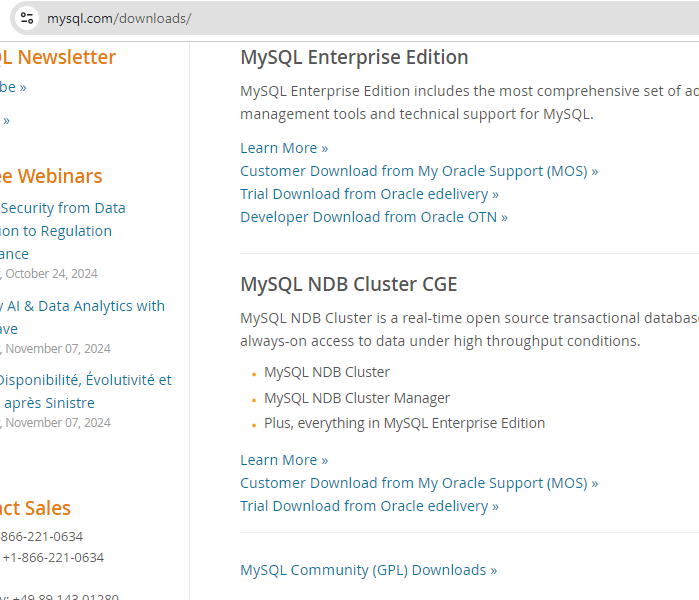 mysql.com/downloads/
L Newsletter
be »
»
e Webinars
Security from Data
ion to Regulation
ance
, October 24, 2024
y AI & Data Analytics with
ave
, November 07, 2024
Disponibilité, Évolutivité et
après Sinistre
, November 07, 2024
act Sales
866-221-0634
+1-866-221-0634
y: +49 89 143 01280
MySQL Enterprise Edition
MySQL Enterprise Edition includes the most comprehensive set of ad
management tools and technical support for MySQL.
Learn More »
Customer Download from My Oracle Support (MOS) »
Trial Download from Oracle edelivery »
Developer Download from Oracle OTN »
MySQL NDB Cluster CGE
MySQL NDB Cluster is a real-time open source transactional database
always-on access to data under high throughput conditions.
• MySQL NDB Cluster
• MySQL NDB Cluster Manager
• Plus, everything in MySQL Enterprise Edition
Learn More »
Customer Download from My Oracle Support (MOS) »
Trial Download from Oracle edelivery »
MySQL Community (GPL) Downloads »